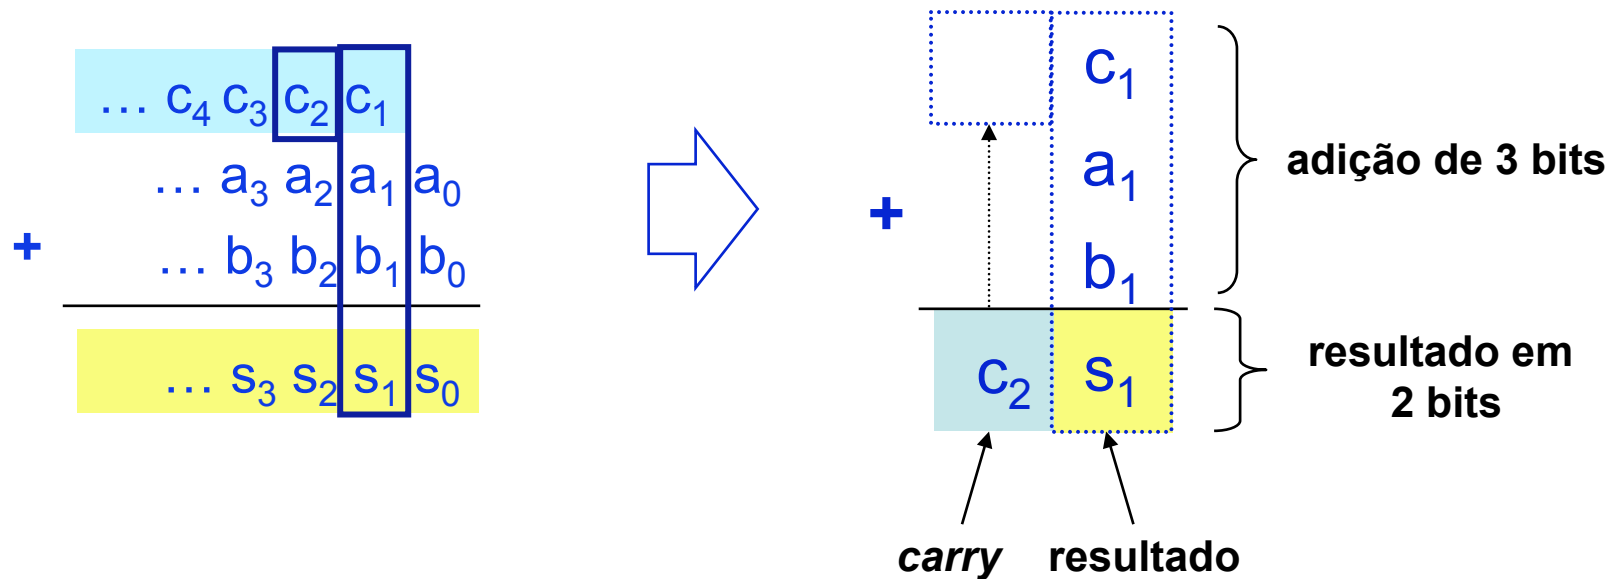 … c₄ c₃ c₂ c₁
… a₃ a₂ a₁ a₀
+ … b₃ b₂ b₁ b₀
… s₃ s₂ s₁ s₀
c₁
a₁
+
b₁
c₂ s₁
adição de 3 bits
resultado em
2 bits
carry resultado